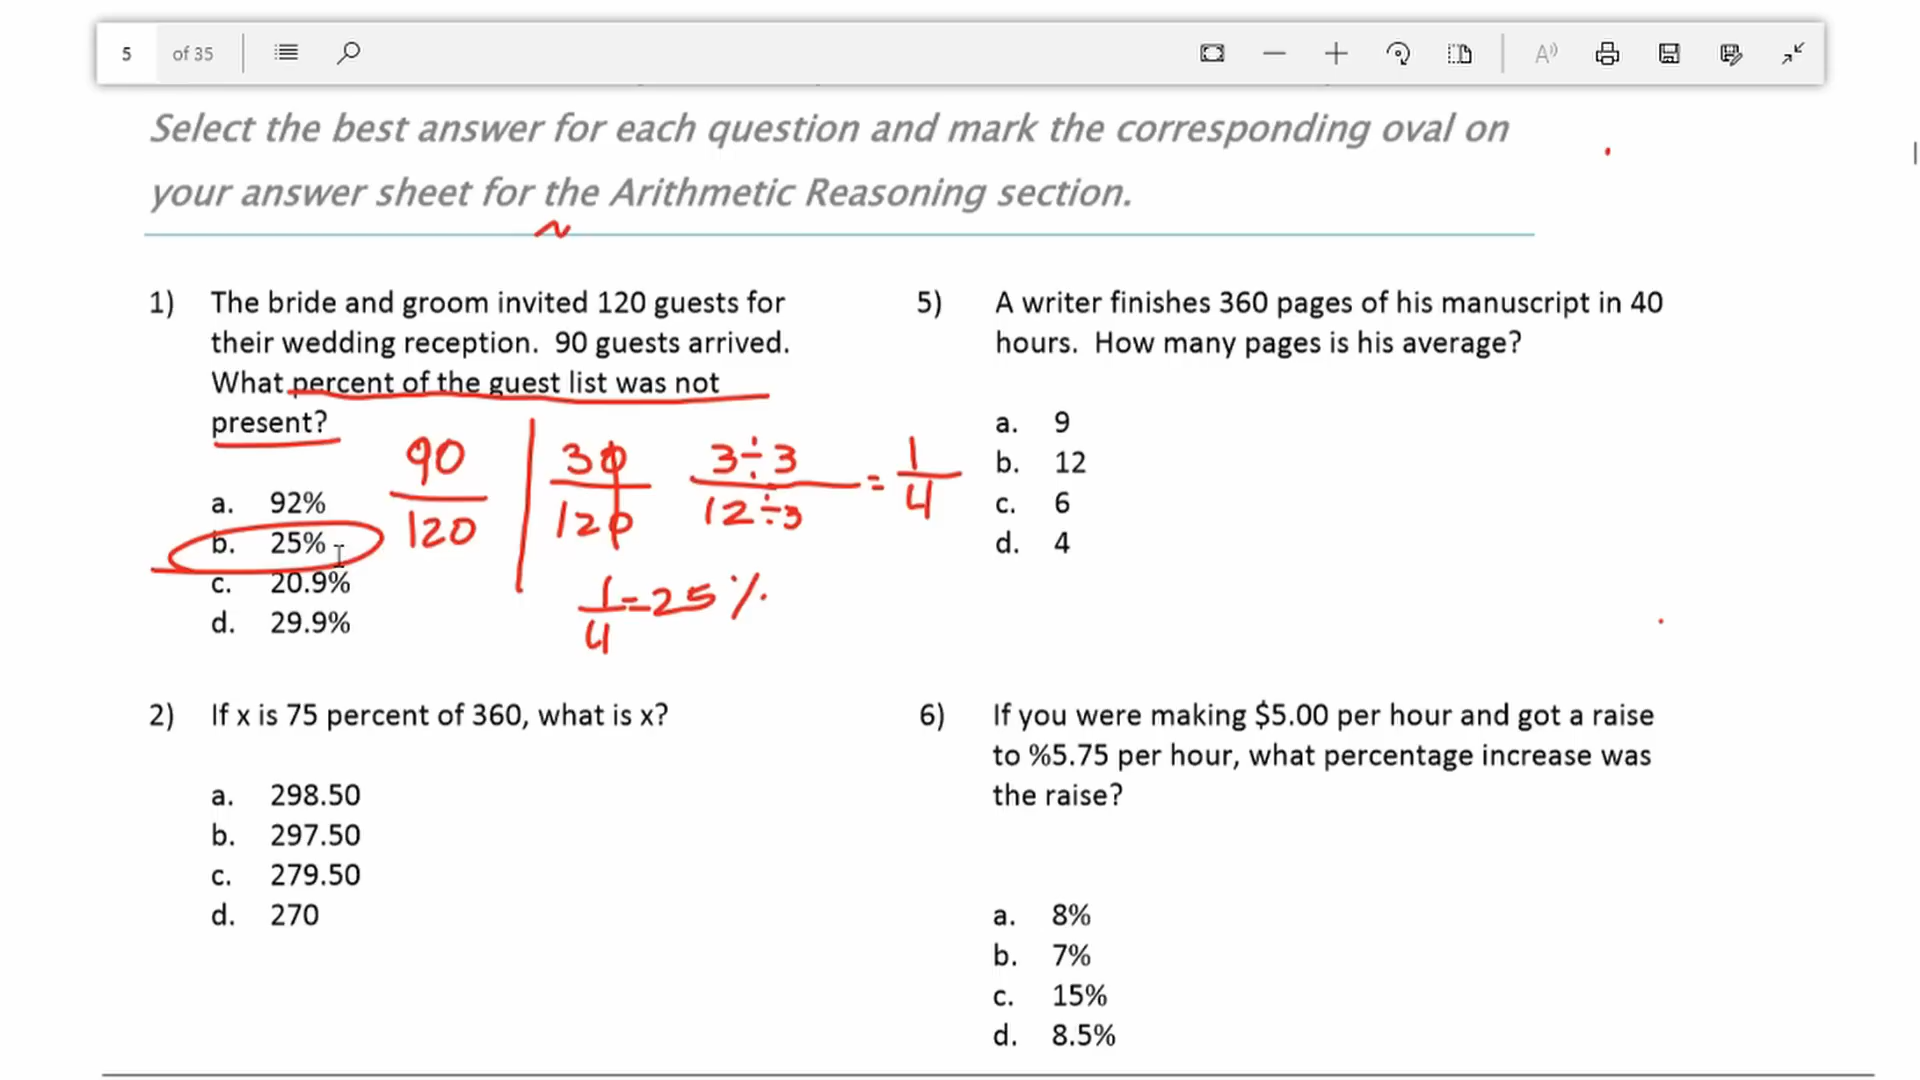 5 of 35
Select the best answer for each question and mark the corresponding oval on
your answer sheet for the Arithmetic Reasoning section.
1) The bride and groom invited 120 guests for
their wedding reception. 90 guests arrived.
What percent of the guest list was not
present?
a. 92%
b. 25%
c. 20.9%
d. 29.9%
90
120
30
120
3÷3
12÷3
=
1
4
1
4
=25%
2) If x is 75 percent of 360, what is x?
a. 298.50
b. 297.50
c. 279.50
d. 270
5) A writer finishes 360 pages of his manuscript in 40
hours. How many pages is his average?
a. 9
b. 12
c. 6
d. 4
6) If you were making $5.00 per hour and got a raise
to %5.75 per hour, what percentage increase was
the raise?
a. 8%
b. 7%
c. 15%
d. 8.5%